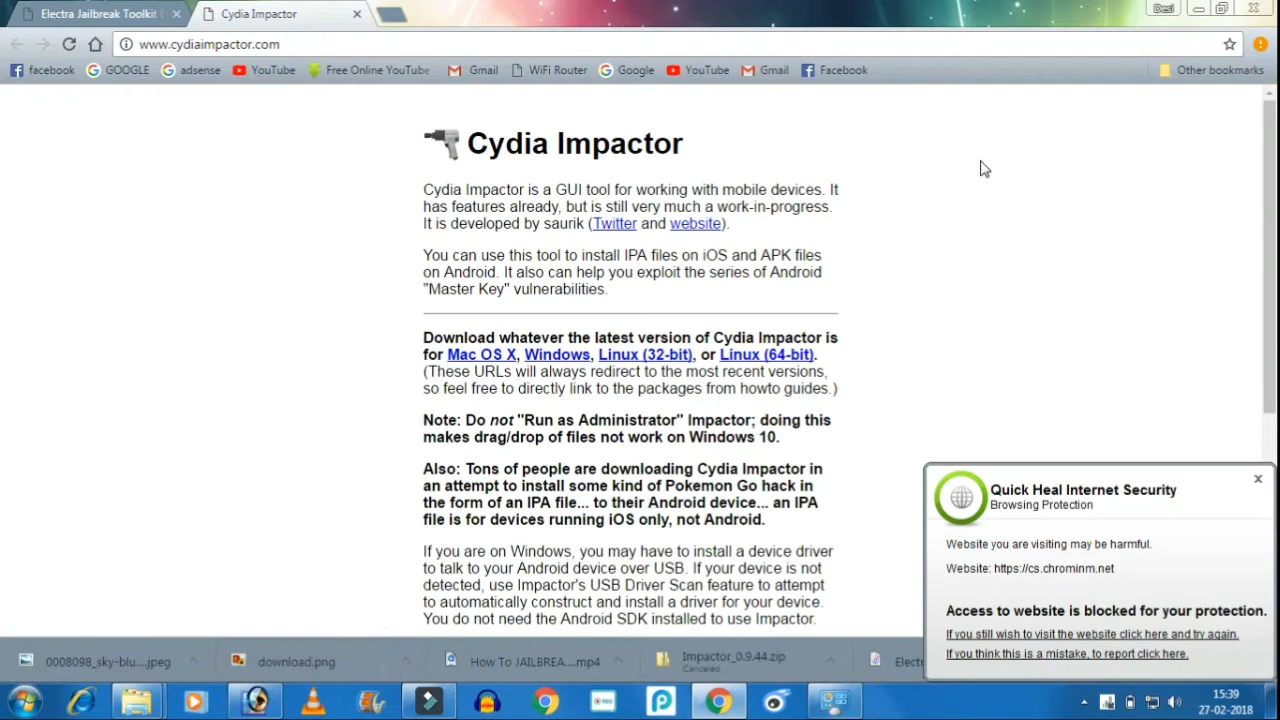 Electra Jailbreak Toolkit
Cydia Impactor
www.cydiaimpactor.com
facebook
GOOGLE
adsense
YouTube
Free Online YouTube
Gmail
WiFi Router
Google
YouTube
Gmail
Facebook
Other bookmarks
Cydia Impactor
Cydia Impactor is a GUI tool for working with mobile devices. It
has features already, but is still very much a work-in-progress.
It is developed by saurik (Twitter and website).
You can use this tool to install IPA files on iOS and APK files
on Android. It also can help you exploit the series of Android
"Master Key" vulnerabilities.
Download whatever the latest version of Cydia Impactor is
for Mac OS X, Windows, Linux (32-bit), or Linux (64-bit).
(These URLs will always redirect to the most recent versions,
so feel free to directly link to the packages from howto guides.)
Note: Do not "Run as Administrator" Impactor; doing this
makes drag/drop of files not work on Windows 10.
Also: Tons of people are downloading Cydia Impactor in
an attempt to install some kind of Pokemon Go hack in
the form of an IPA file... to their Android device... an IPA
file is for devices running iOS only, not Android.
If you are on Windows, you may have to install a device driver
to talk to your Android device over USB. If your device is not
detected, use Impactor's USB Driver Scan feature to attempt
to automatically construct and install a driver for your device.
You do not need the Android SDK installed to use Impactor.
Quick Heal Internet Security
Browsing Protection
Website you are visiting may be harmful.
Website: https://cs.chrominm.net
Access to website is blocked for your protection.
If you still wish to visit the website click here and try again.
If you think this is a mistake, to report click here.
0008098_sky-blu....jpeg
download.png
How To JAILBREA....mp4
Impactor_0.9.44.zip
Canceled
Electr
15:39
27-02-2018